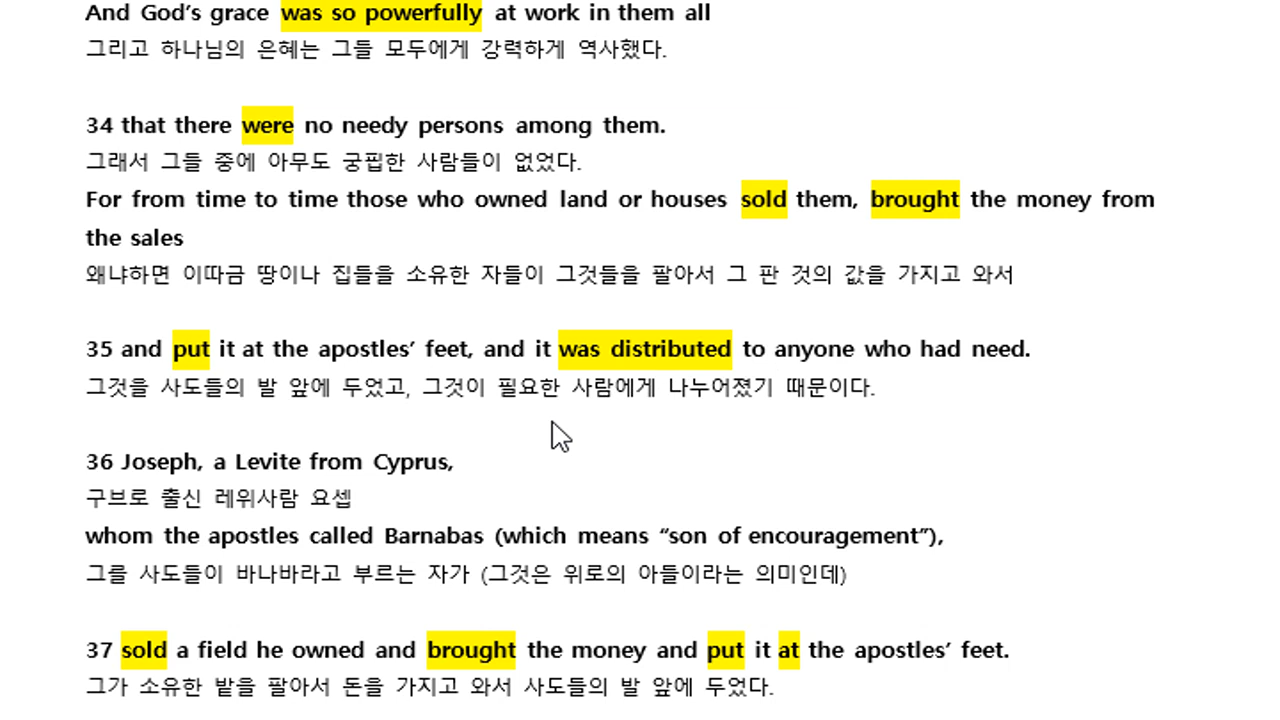 And God’s grace was so powerfully at work in them all
그리고 하나님의 은혜는 그들 모두에게 강력하게 역사했다.
34 that there were no needy persons among them.
그래서 그들 중에 아무도 궁핍한 사람들이 없었다.
For from time to time those who owned land or houses sold them, brought the money from
the sales
왜냐하면 이따금 땅이나 집들을 소유한 자들이 그것들을 팔아서 그 판 것의 값을 가지고 와서
35 and put it at the apostles’ feet, and it was distributed to anyone who had need.
그것을 사도들의 발 앞에 두었고, 그것이 필요한 사람에게 나누어졌기 때문이다.
36 Joseph, a Levite from Cyprus,
구브로 출신 레위사람 요셉
whom the apostles called Barnabas (which means “son of encouragement”),
그를 사도들이 바나바라고 부르는 자가 (그것은 위로의 아들이라는 의미인데)
37 sold a field he owned and brought the money and put it at the apostles’ feet.
그가 소유한 밭을 팔아서 돈을 가지고 와서 사도들의 발 앞에 두었다.